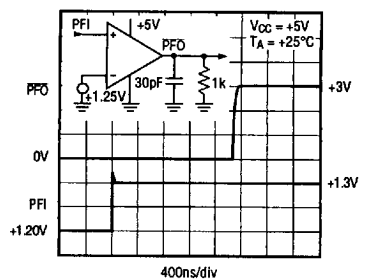 +5V
VCC = +5V
TA = +25°C
PFI
+
PFO
−
+1.25V
30pF
1k
PFO
+3V
0V
+1.3V
PFI
+1.20V
400ns/div